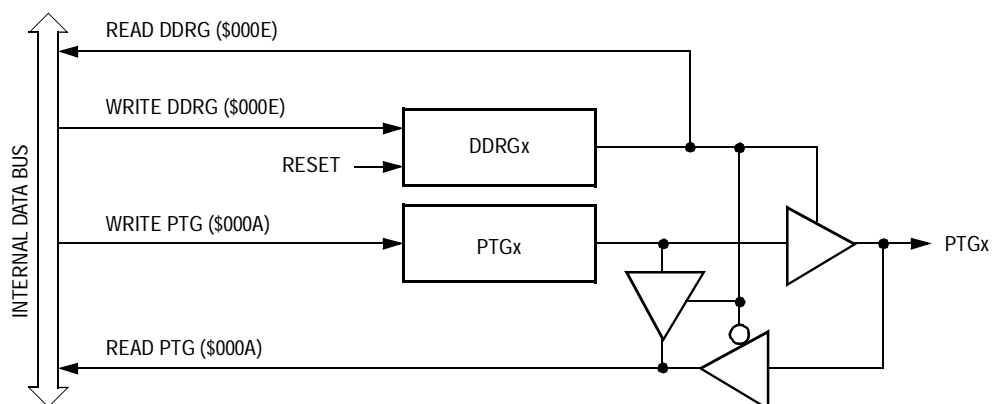 READ DDRG ($000E)
WRITE DDRG ($000E)
DDRGx
RESET
INTERNAL DATA BUS
WRITE PTG ($000A)
PTGx
PTGx
READ PTG ($000A)